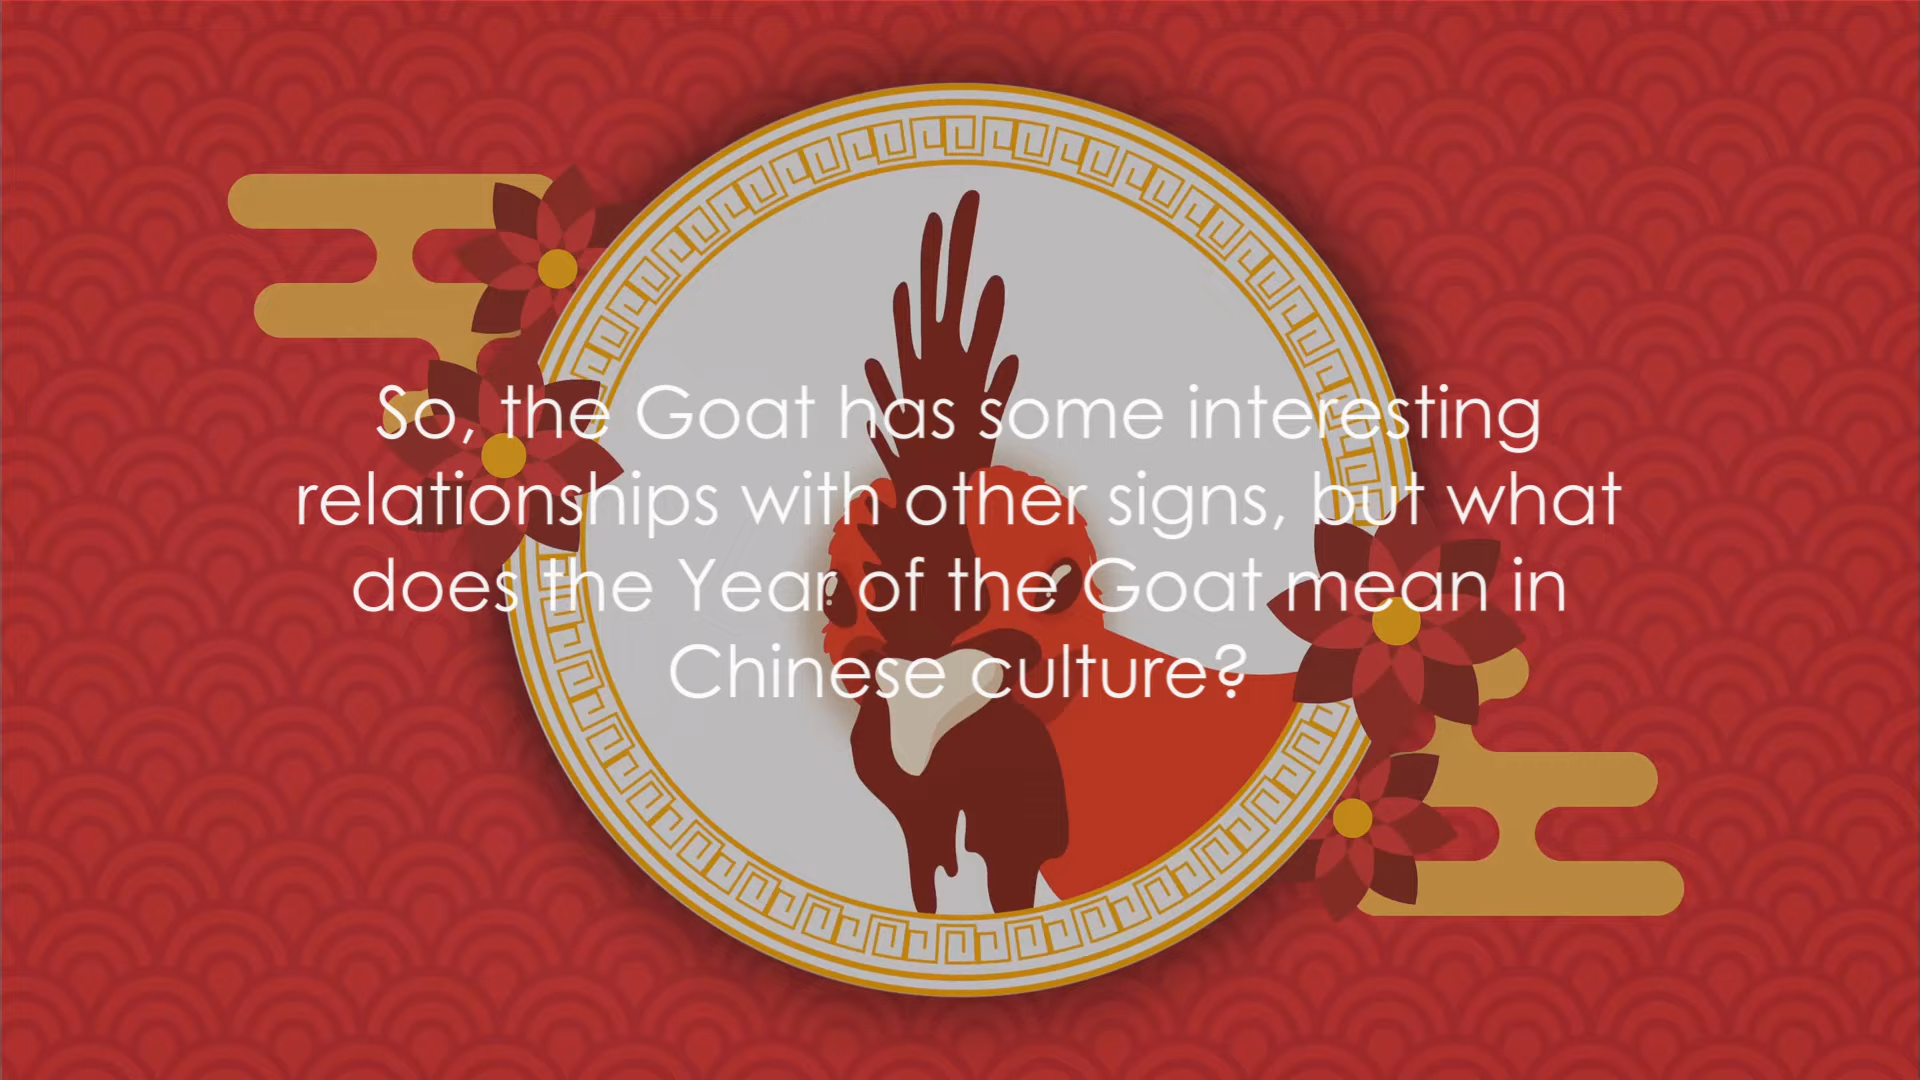 So, the Goat has some interesting
relationships with other signs, but what
does the Year of the Goat mean in
Chinese culture?